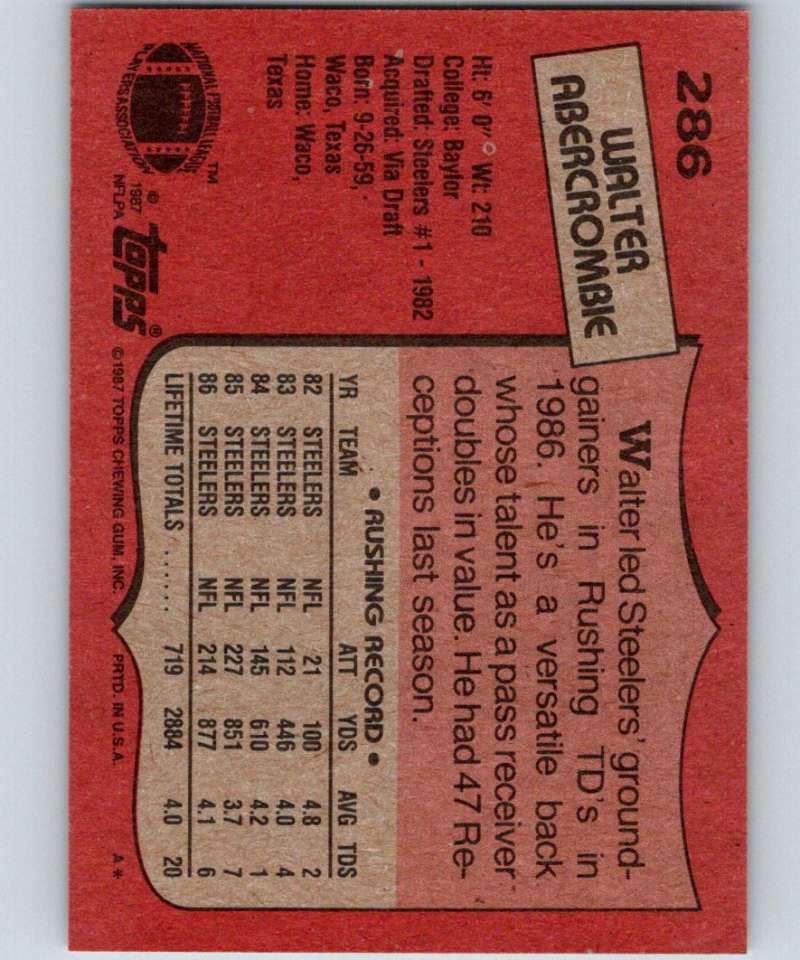 286
WALTER
ABERCROMBIE
Ht: 6' 0" Wt: 210
College: Baylor
Drafted: Steelers #1 - 1982
Acquired: Via Draft
Born: 9-26-59,
Waco, Texas
Home: Waco,
Texas
NATIONAL FOOTBALL LEAGUE
PLAYERS ASSOCIATION
TM
© 1987
NFLPA
topps®
Walter led Steelers' ground-
gainers in Rushing TD's in
1986. He's a versatile back
whose talent as a pass receiver
doubles in value. He had 47 Re-
ceptions last season.
• RUSHING RECORD •
YR TEAM ATT YDS AVG TDS
82 STEELERS NFL 21 100 4.8 2
83 STEELERS NFL 112 446 4.0 4
84 STEELERS NFL 145 610 4.2 1
85 STEELERS NFL 227 851 3.7 7
86 STEELERS NFL 214 877 4.1 6
LIFETIME TOTALS ...... 719 2884 4.0 20
©1987 TOPPS CHEWING GUM, INC. PRTD. IN U.S.A. A*